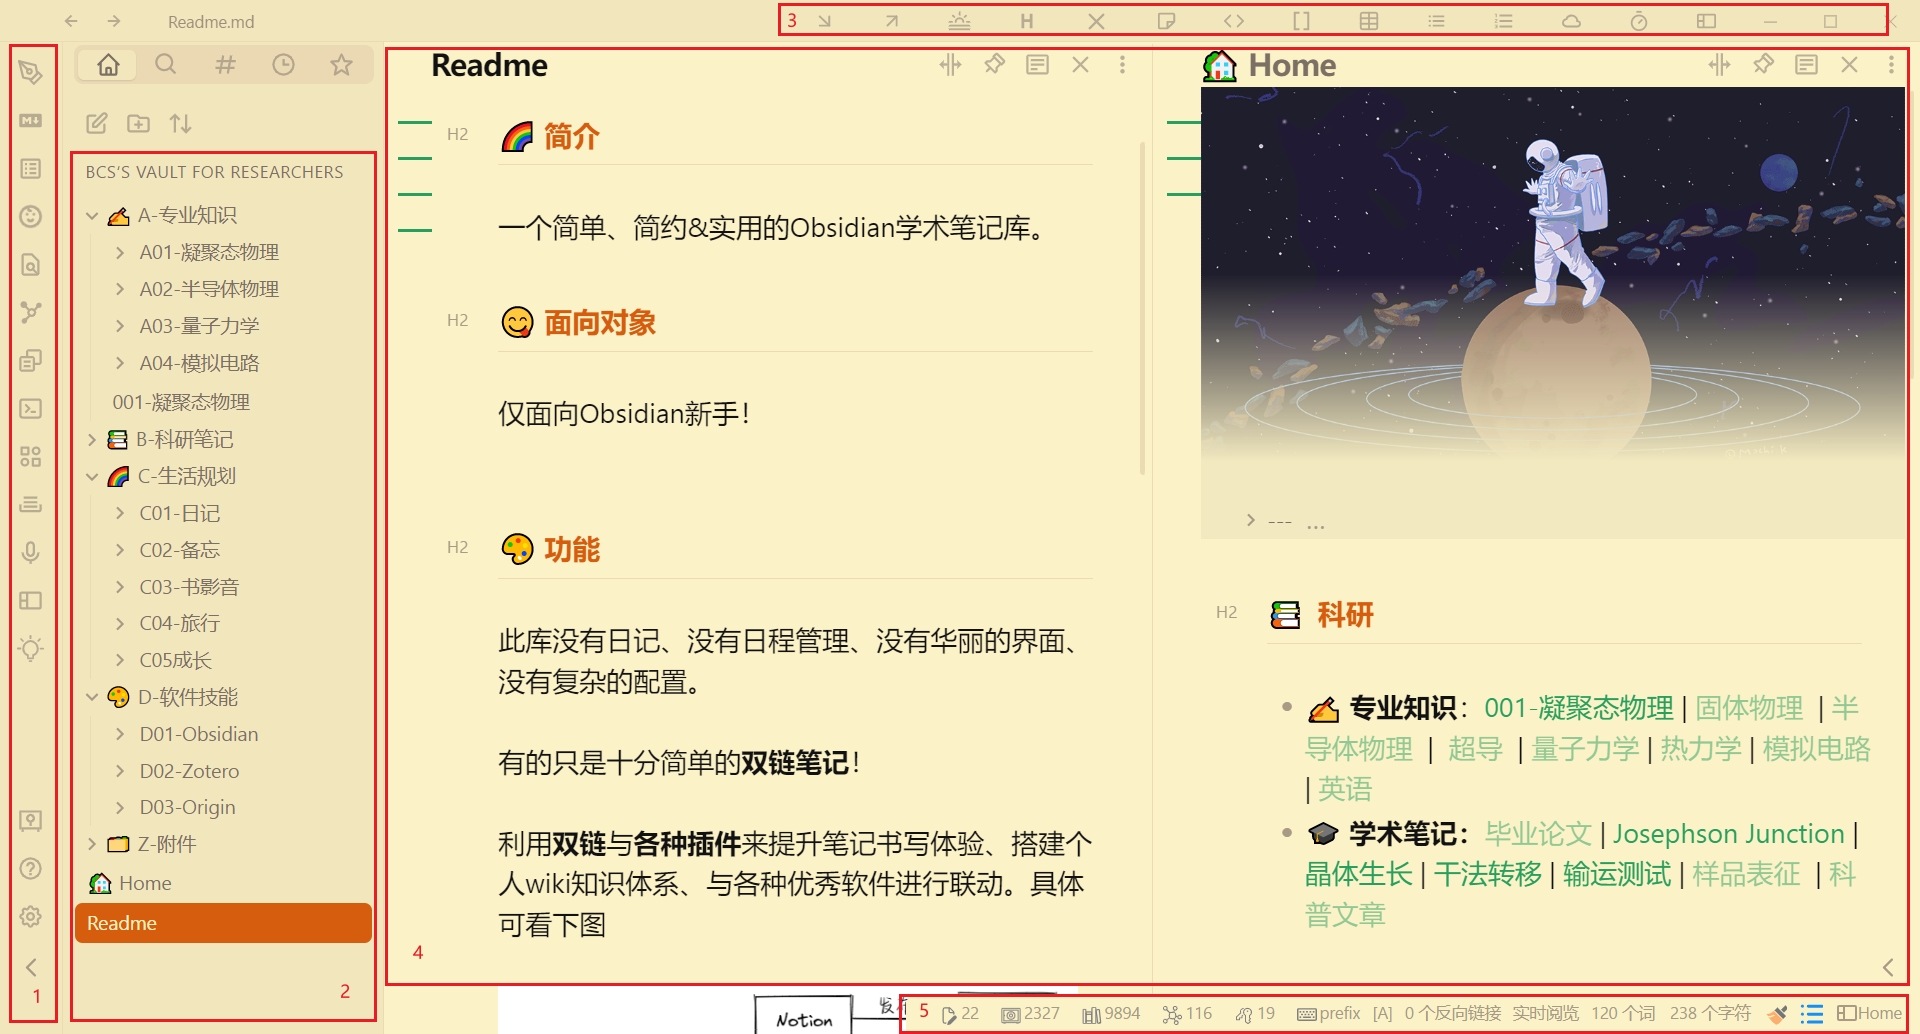 Readme.md
3
H
BCS'S VAULT FOR RESEARCHERS
A-专业知识
A01-凝聚态物理
A02-半导体物理
A03-量子力学
A04-模拟电路
001-凝聚态物理
B-科研笔记
C-生活规划
C01-日记
C02-备忘
C03-书影音
C04-旅行
C05成长
D-软件技能
D01-Obsidian
D02-Zotero
D03-Origin
Z-附件
Home
Readme
1
2
Readme
H2 简介
一个简单、简约&实用的Obsidian学术笔记库。
H2 面向对象
仅面向Obsidian新手！
H2 功能
此库没有日记、没有日程管理、没有华丽的界面、
没有复杂的配置。
有的只是十分简单的双链笔记！
利用双链与各种插件来提升笔记书写体验、搭建个
人wiki知识体系、与各种优秀软件进行联动。具体
可看下图
4
Notion
Home
--- ...
H2 科研
专业知识：001-凝聚态物理 | 固体物理 | 半
导体物理 | 超导 | 量子力学 | 热力学 | 模拟电路
| 英语
学术笔记：毕业论文 | Josephson Junction |
晶体生长 | 干法转移 | 输运测试 | 样品表征 | 科
普文章
5 22 2327 9894 116 19 prefix [A] 0 个反向链接 实时阅览 120 个词 238 个字符 Home